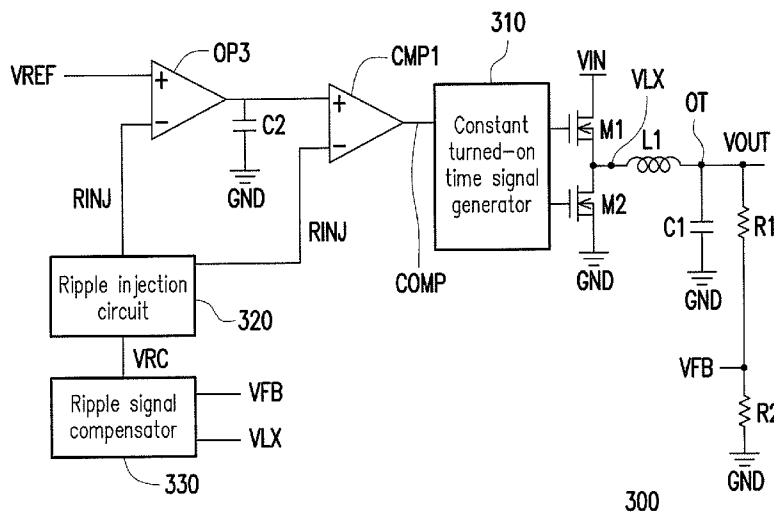 310
OP3
CMP1
VIN
VLX
OT
VREF
+
−
C2
GND
+
−
Constant
turned-on
time signal
generator
M1
L1
VOUT
M2
R1
C1
GND
GND
RINJ
RINJ
COMP
Ripple injection
circuit
320
VRC
VFB
R2
GND
Ripple signal
compensator
VFB
VLX
330
300